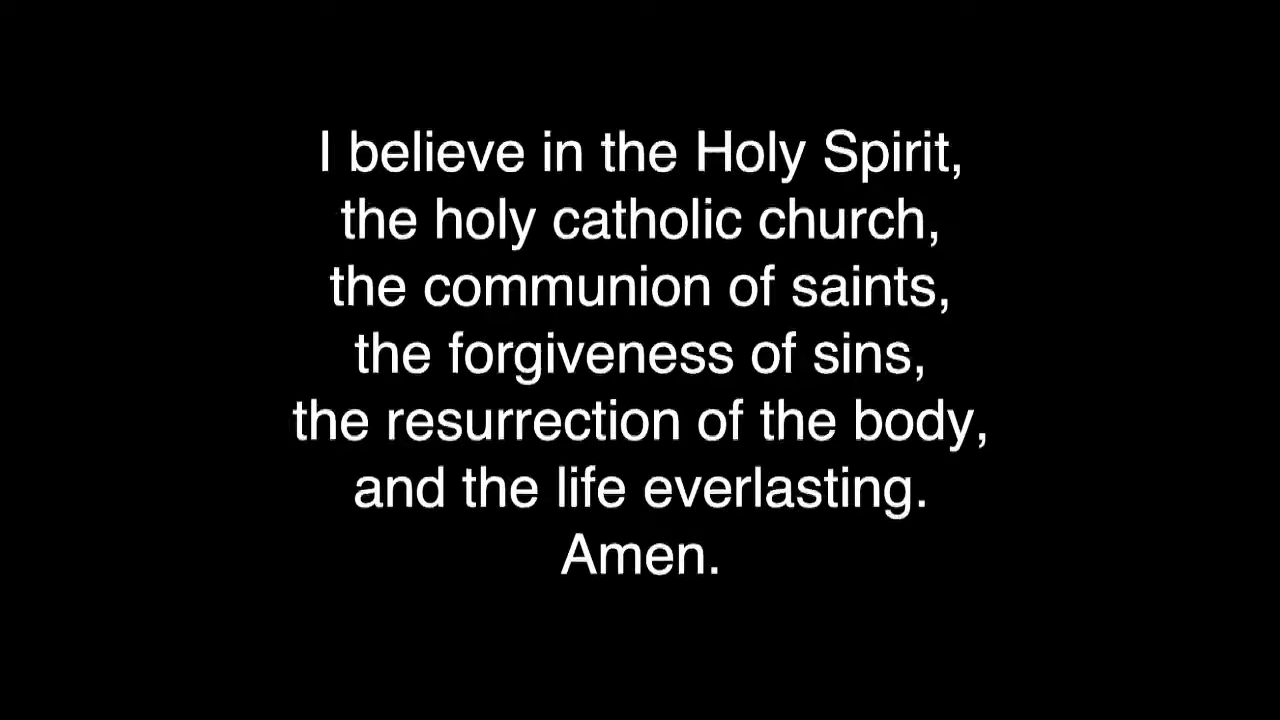 I believe in the Holy Spirit,
the holy catholic church,
the communion of saints,
the forgiveness of sins,
the resurrection of the body,
and the life everlasting.
Amen.